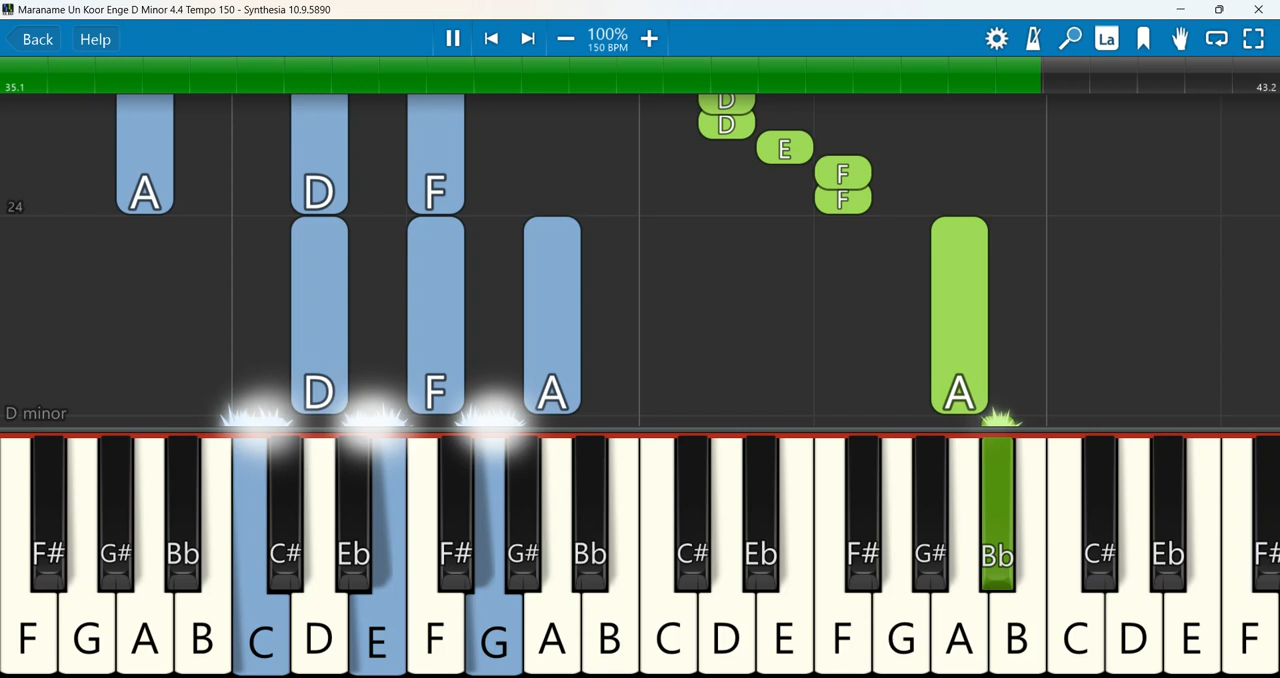 Maraname Un Koor Enge D Minor 4.4 Tempo 150 - Synthesia 10.9.5890
Back Help 100% La
150 BPM
35.1 43.2
D
D
E
A D F F
24 F
D F A A
D minor
F# G# Bb C# Eb F# G# Bb C# Eb F# G# Bb C# Eb F#
F G A B C D E F G A B C D E F G A B C D E F